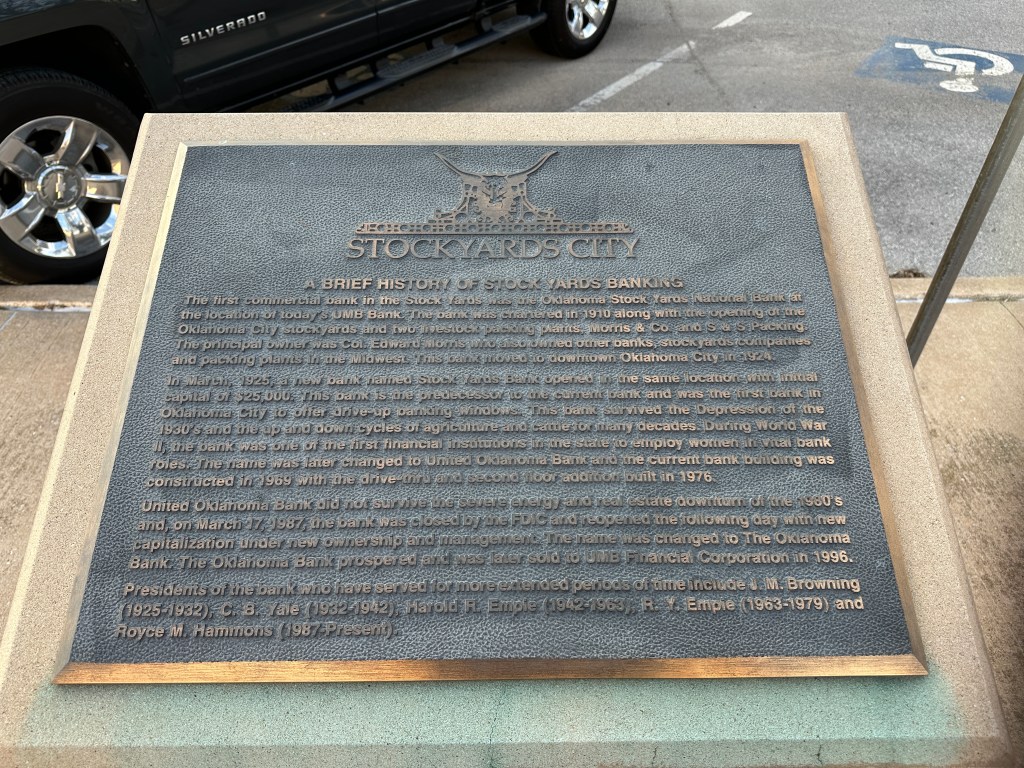 SILVERADO
STOCKYARDS CITY
A BRIEF HISTORY OF STOCK YARDS BANKING
The first commercial bank in the Stock Yards was the Oklahoma Stock Yards National Bank at
the location of today's UMB Bank. The bank was chartered in 1910 along with the opening of the
Oklahoma City stockyards and two livestock packing plants, Morris & Co. and S & S Packing.
The principal owner was Col. Edward Morris who also owned other banks, stockyards companies
and packing plants in the Midwest. This bank moved to downtown Oklahoma City in 1924.
In March, 1925, a new bank named Stock Yards Bank opened in the same location with initial
capital of $25,000. This bank is the predecessor to the current bank and was the first bank in
Oklahoma City to offer drive-up banking windows. This bank survived the Depression of the
1930's and the up and down cycles of agriculture and cattle for many decades. During World War
II, the bank was one of the first financial institutions in the state to employ women in vital bank
roles. The name was later changed to United Oklahoma Bank and the current bank building was
constructed in 1969 with the drive-thru and second floor addition built in 1976.
United Oklahoma Bank did not survive the severe energy and real estate downturn of the 1980's
and, on March 17, 1987, the bank was closed by the FDIC and reopened the following day with new
capitalization under new ownership and management. The name was changed to The Oklahoma
Bank. The Oklahoma Bank prospered and was later sold to UMB Financial Corporation in 1996.
Presidents of the bank who have served for more extended periods of time include J. M. Browning
(1925-1932), C. B. Yale (1932-1942), Harold R. Empie (1942-1963), R. Y. Empie (1963-1979) and
Royce M. Hammons (1987-Present).